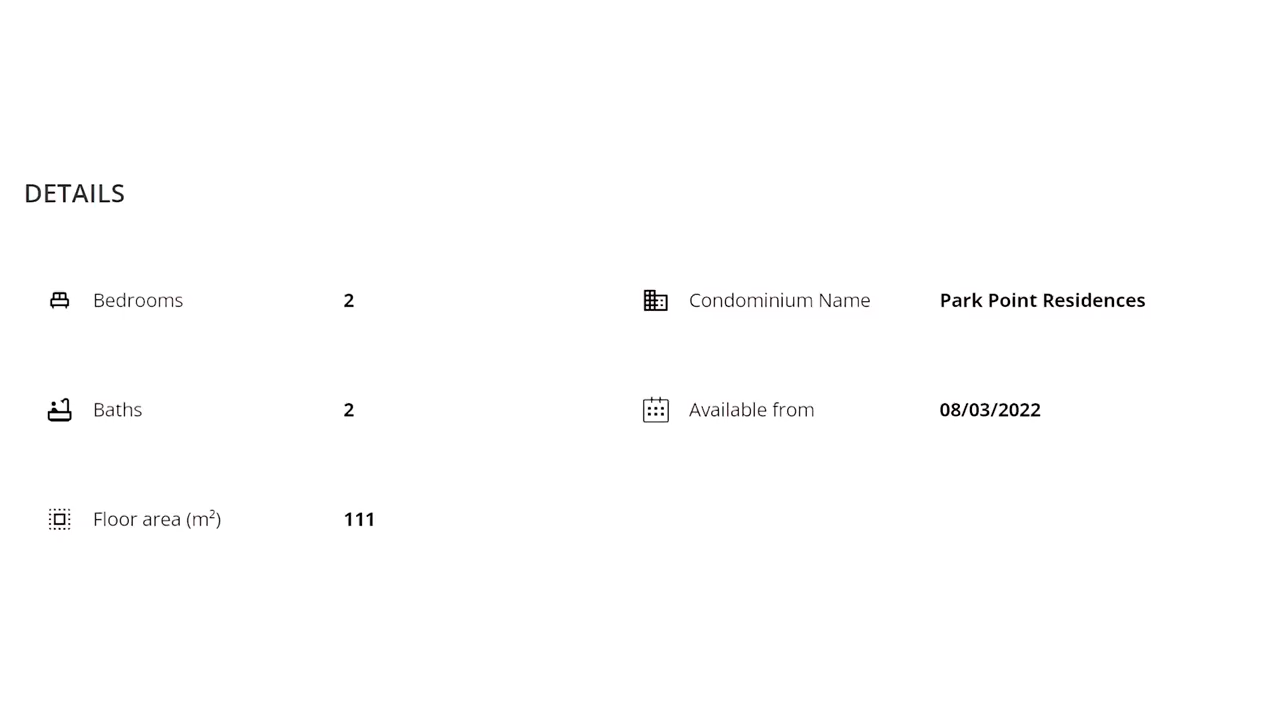 DETAILS
Bedrooms 2 Condominium Name Park Point Residences
Baths 2 Available from 08/03/2022
Floor area (m²) 111